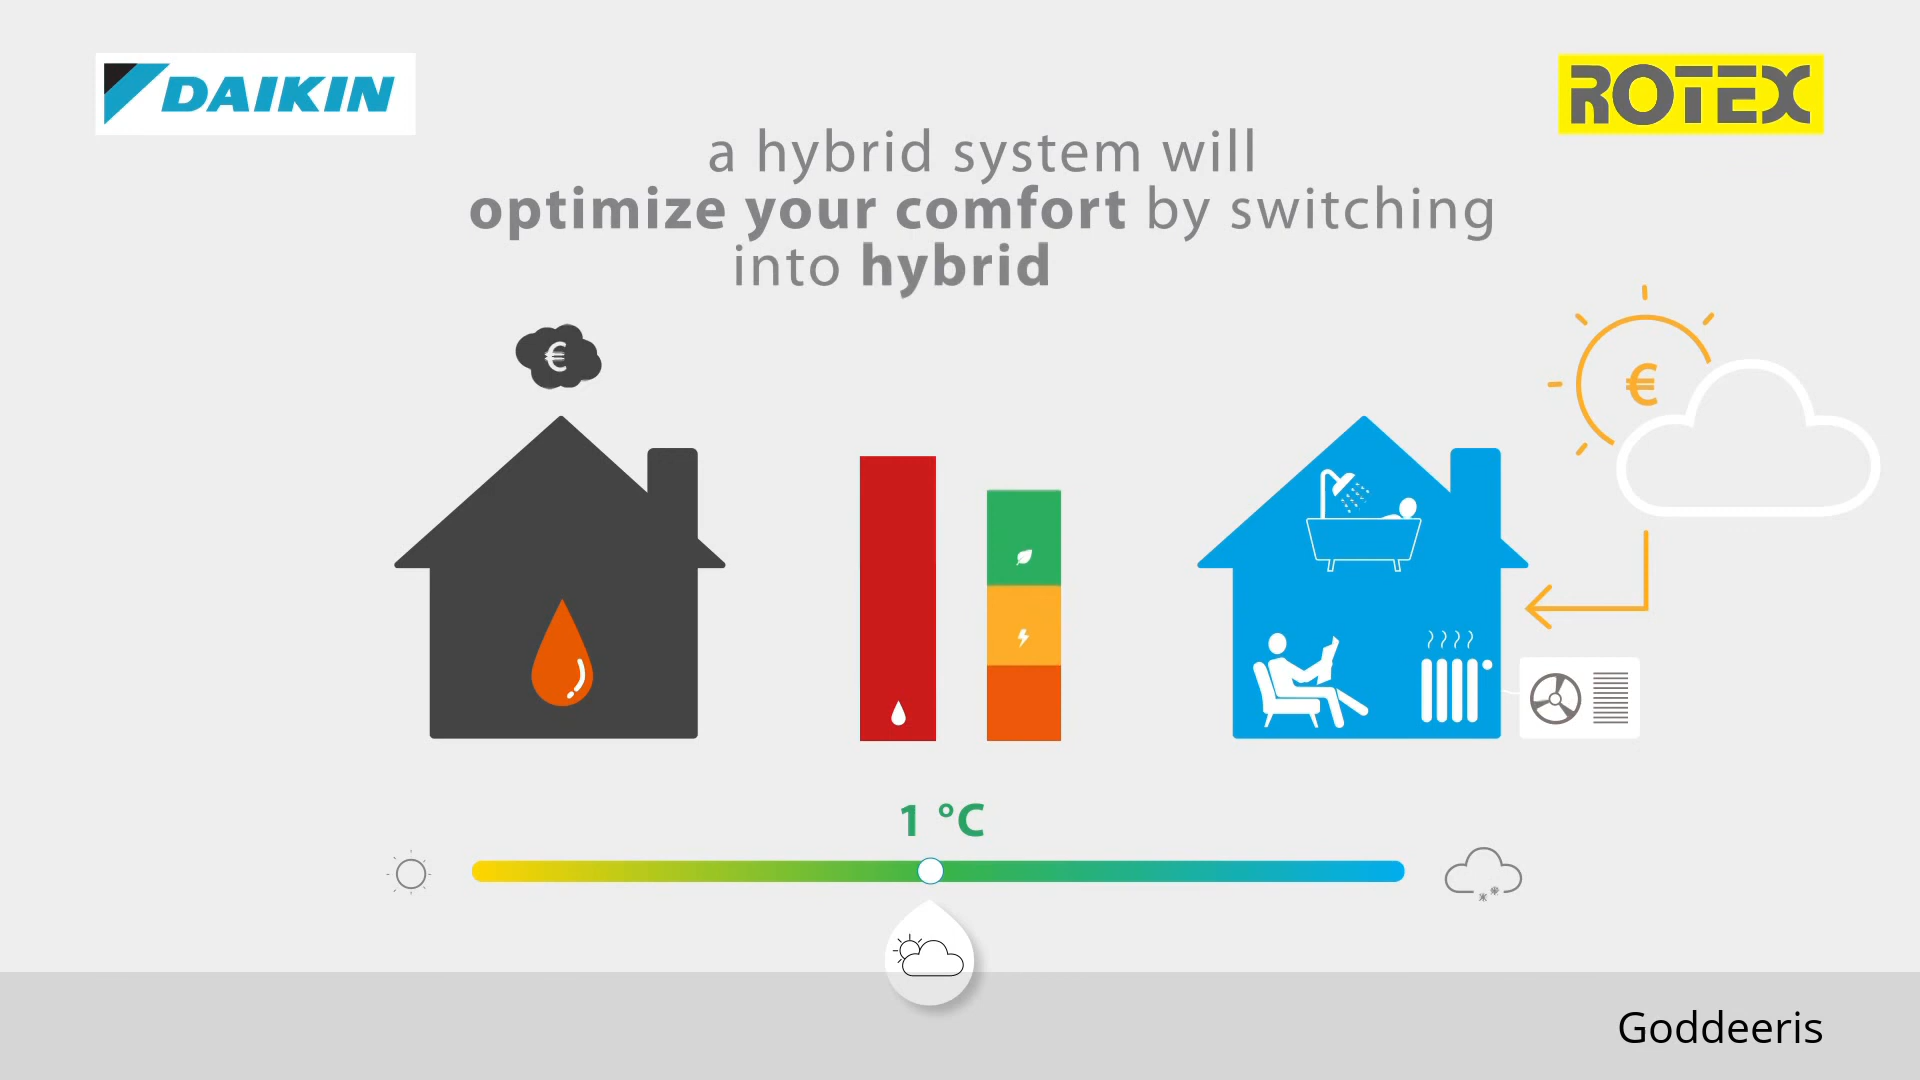 DAIKIN
ROTEX
a hybrid system will
optimize your comfort by switching
into hybrid
€
€
1 °C
Goddeeris